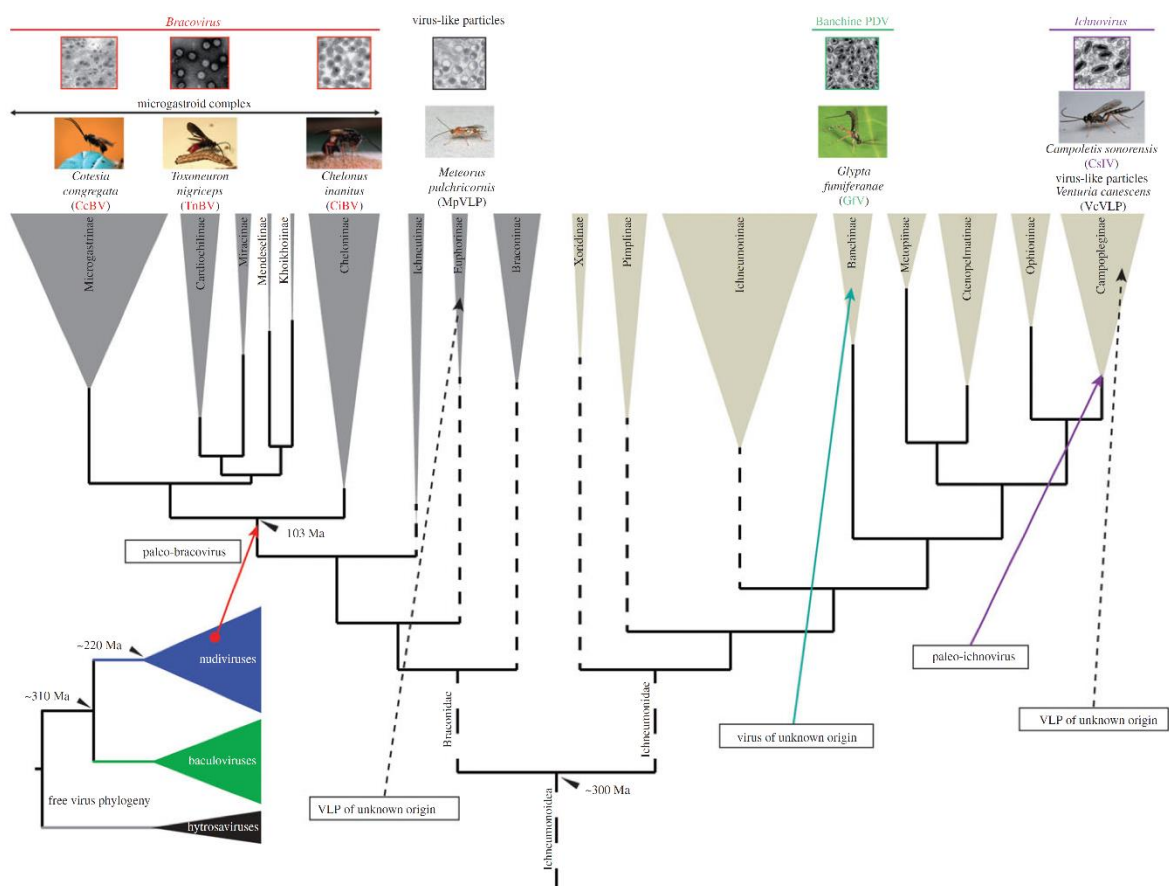 Bracovirus
virus-like particles
Banchine PDV
Ichnovirus
microgastroid complex
Cotesia
congregata
(CcBV)
Toxoneuron
nigriceps
(TnBV)
Chelonus
inanitus
(CiBV)
Meteorus
pulchricornis
(MpVLP)
Glypta
fumiferanae
(GfV)
Campoletis sonorensis
(CsIV)
virus-like particles
Venturia canescens
(VcVLP)
Microgastrinae
Cardiochilinae
Miracinae
Mendesellinae
Khoikhoiinae
Cheloninae
Ichneutinae
Euphorinae
Braconinae
Xoridinae
Pimplinae
Ichneumoninae
Banchinae
Metopiinae
Ctenopelmatinae
Ophioninae
Campopleginae
103 Ma
paleo-bracovirus
~220 Ma
nudiviruses
~310 Ma
baculoviruses
free virus phylogeny
hytrosaviruses
VLP of unknown origin
Braconidae
Ichneumonidae
~300 Ma
Ichneumonoidea
virus of unknown origin
paleo-ichnovirus
VLP of unknown origin